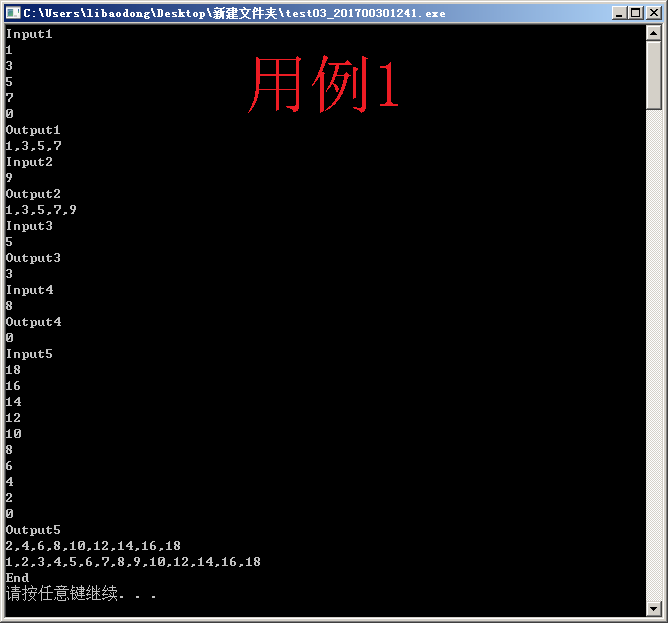 C:\Users\libaodong\Desktop\新建文件夹\test03_201700301241.exe
Input1
1
3
5
7
0
用例1
Output1
1,3,5,7
Input2
9
Output2
1,3,5,7,9
Input3
5
Output3
3
Input4
8
Output4
0
Input5
18
16
14
12
10
8
6
4
2
0
Output5
2,4,6,8,10,12,14,16,18
1,2,3,4,5,6,7,8,9,10,12,14,16,18
End
请按任意键继续. . .